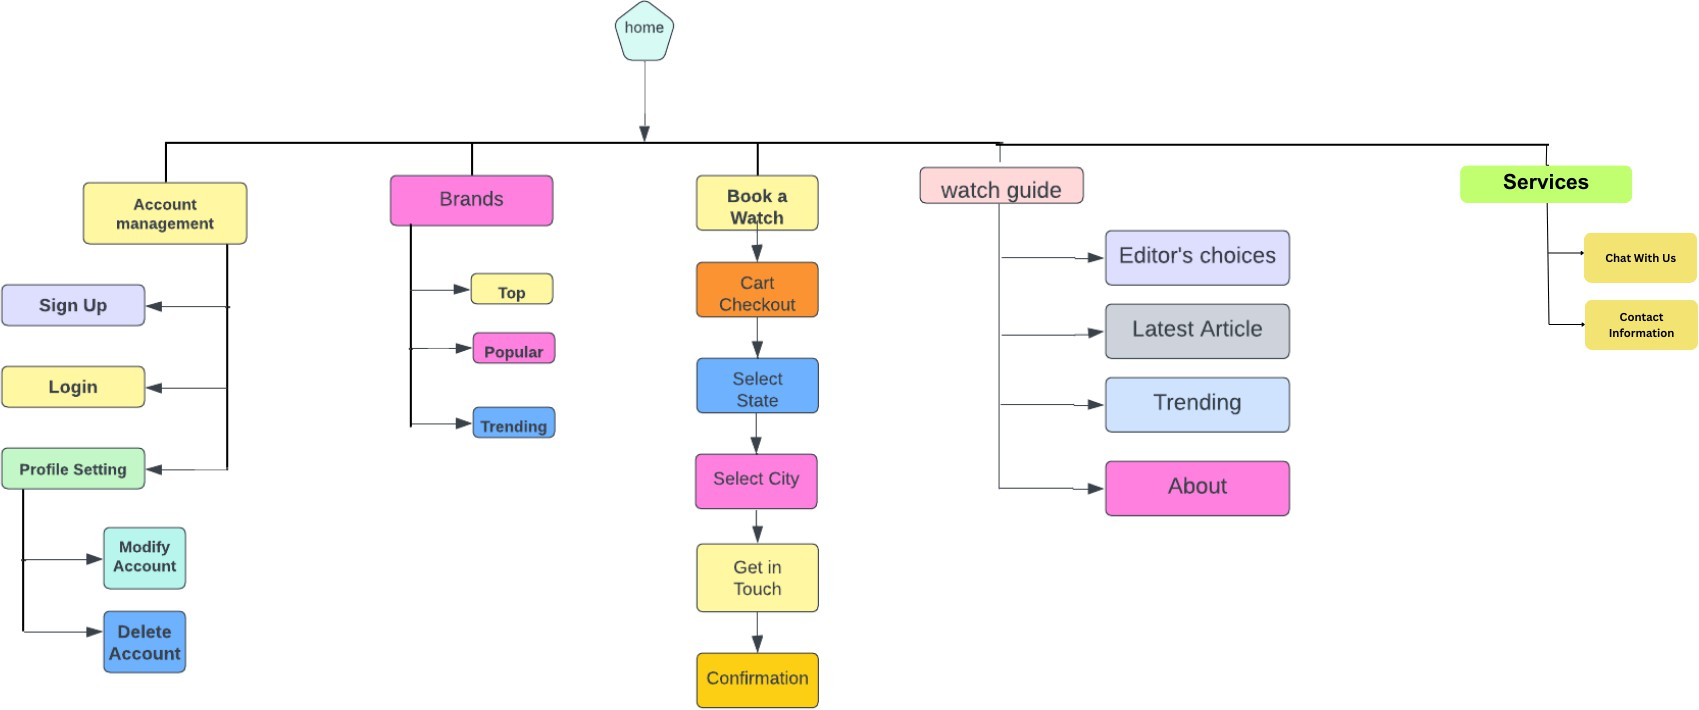 home
Account
management
Sign Up
Login
Profile Setting
Modify
Account
Delete
Account
Brands
Top
Popular
Trending
Book a
Watch
Cart
Checkout
Select
State
Select City
Get in
Touch
Confirmation
watch guide
Editor's choices
Latest Article
Trending
About
Services
Chat With Us
Contact
Information